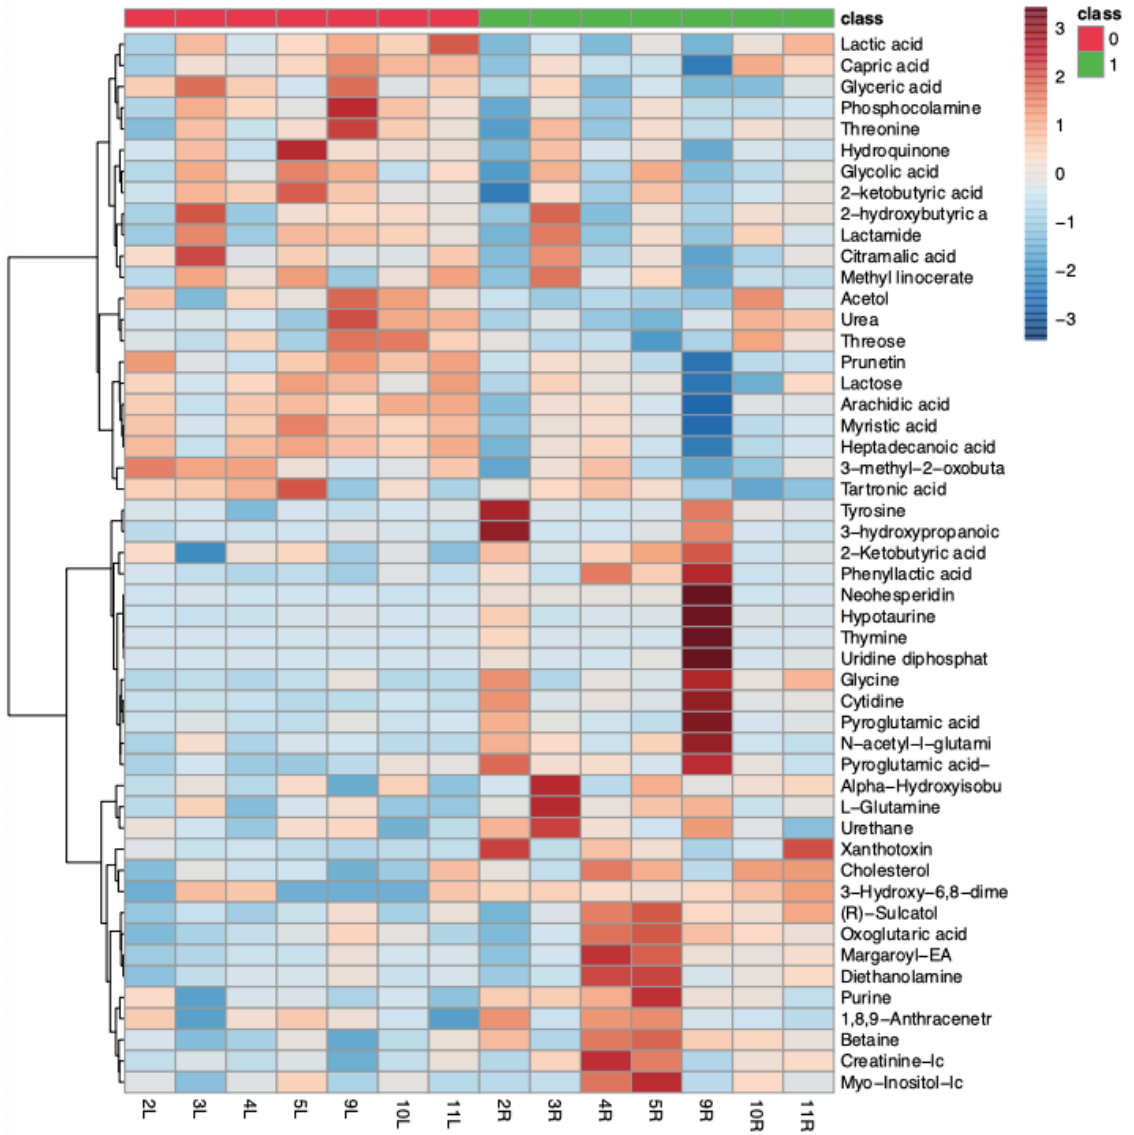 class
Lactic acid
Capric acid
Glyceric acid
Phosphocolamine
Threonine
Hydroquinone
Glycolic acid
2−ketobutyric acid
2−hydroxybutyric a
Lactamide
Citramalic acid
Methyl linocerate
Acetol
Urea
Threose
Prunetin
Lactose
Arachidic acid
Myristic acid
Heptadecanoic acid
3−methyl−2−oxobuta
Tartronic acid
Tyrosine
3−hydroxypropanoic
2−Ketobutyric acid
Phenyllactic acid
Neohesperidin
Hypotaurine
Thymine
Uridine diphosphat
Glycine
Cytidine
Pyroglutamic acid
N−acetyl−l−glutami
Pyroglutamic acid−
Alpha−Hydroxyisobu
L−Glutamine
Urethane
Xanthotoxin
Cholesterol
3−Hydroxy−6,8−dime
(R)−Sulcatol
Oxoglutaric acid
Margaroyl−EA
Diethanolamine
Purine
1,8,9−Anthracenetr
Betaine
Creatinine−lc
Myo−Inositol−lc
2L
3L
4L
5L
9L
10L
11L
2R
3R
4R
5R
9R
10R
11R
3
2
1
0
−1
−2
−3
class
0
1